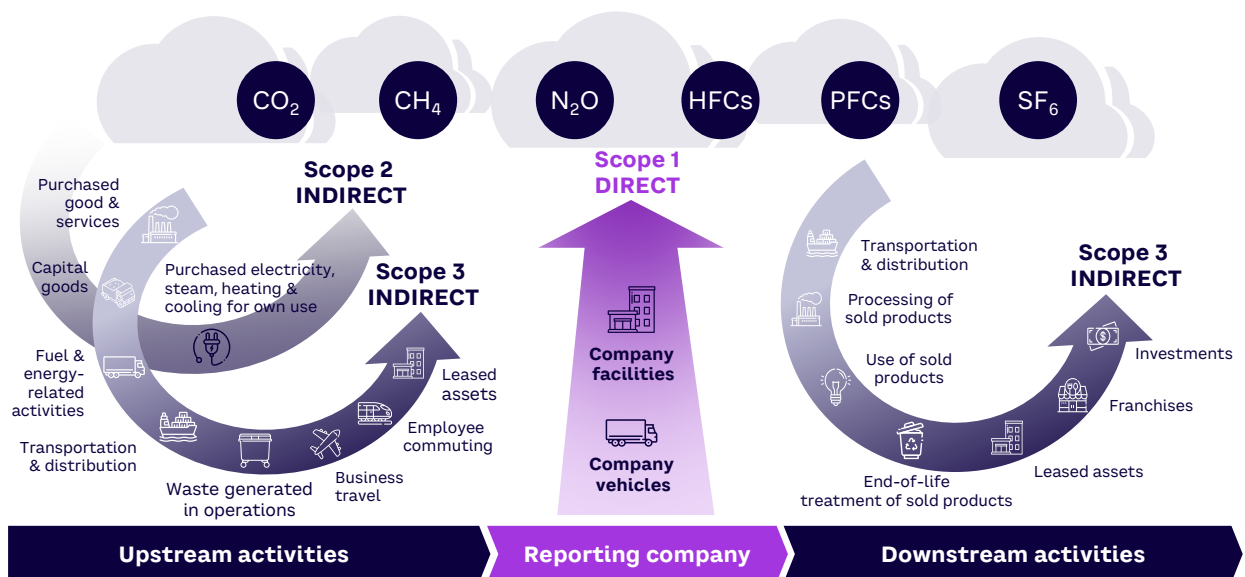 CO₂
CH₄
N₂O
HFCs
PFCs
SF₆
Scope 2
INDIRECT
Purchased
good &
services
Capital
goods
Purchased electricity,
steam, heating &
cooling for own use
Scope 3
INDIRECT
Fuel &
energy-
related
activities
Transportation
& distribution
Waste generated
in operations
Business
travel
Employee
commuting
Leased
assets
Scope 1
DIRECT
Company
facilities
Company
vehicles
Transportation
& distribution
Processing of
sold products
Use of sold
products
End-of-life
treatment of sold products
Leased assets
Franchises
Investments
Scope 3
INDIRECT
Upstream activities
Reporting company
Downstream activities